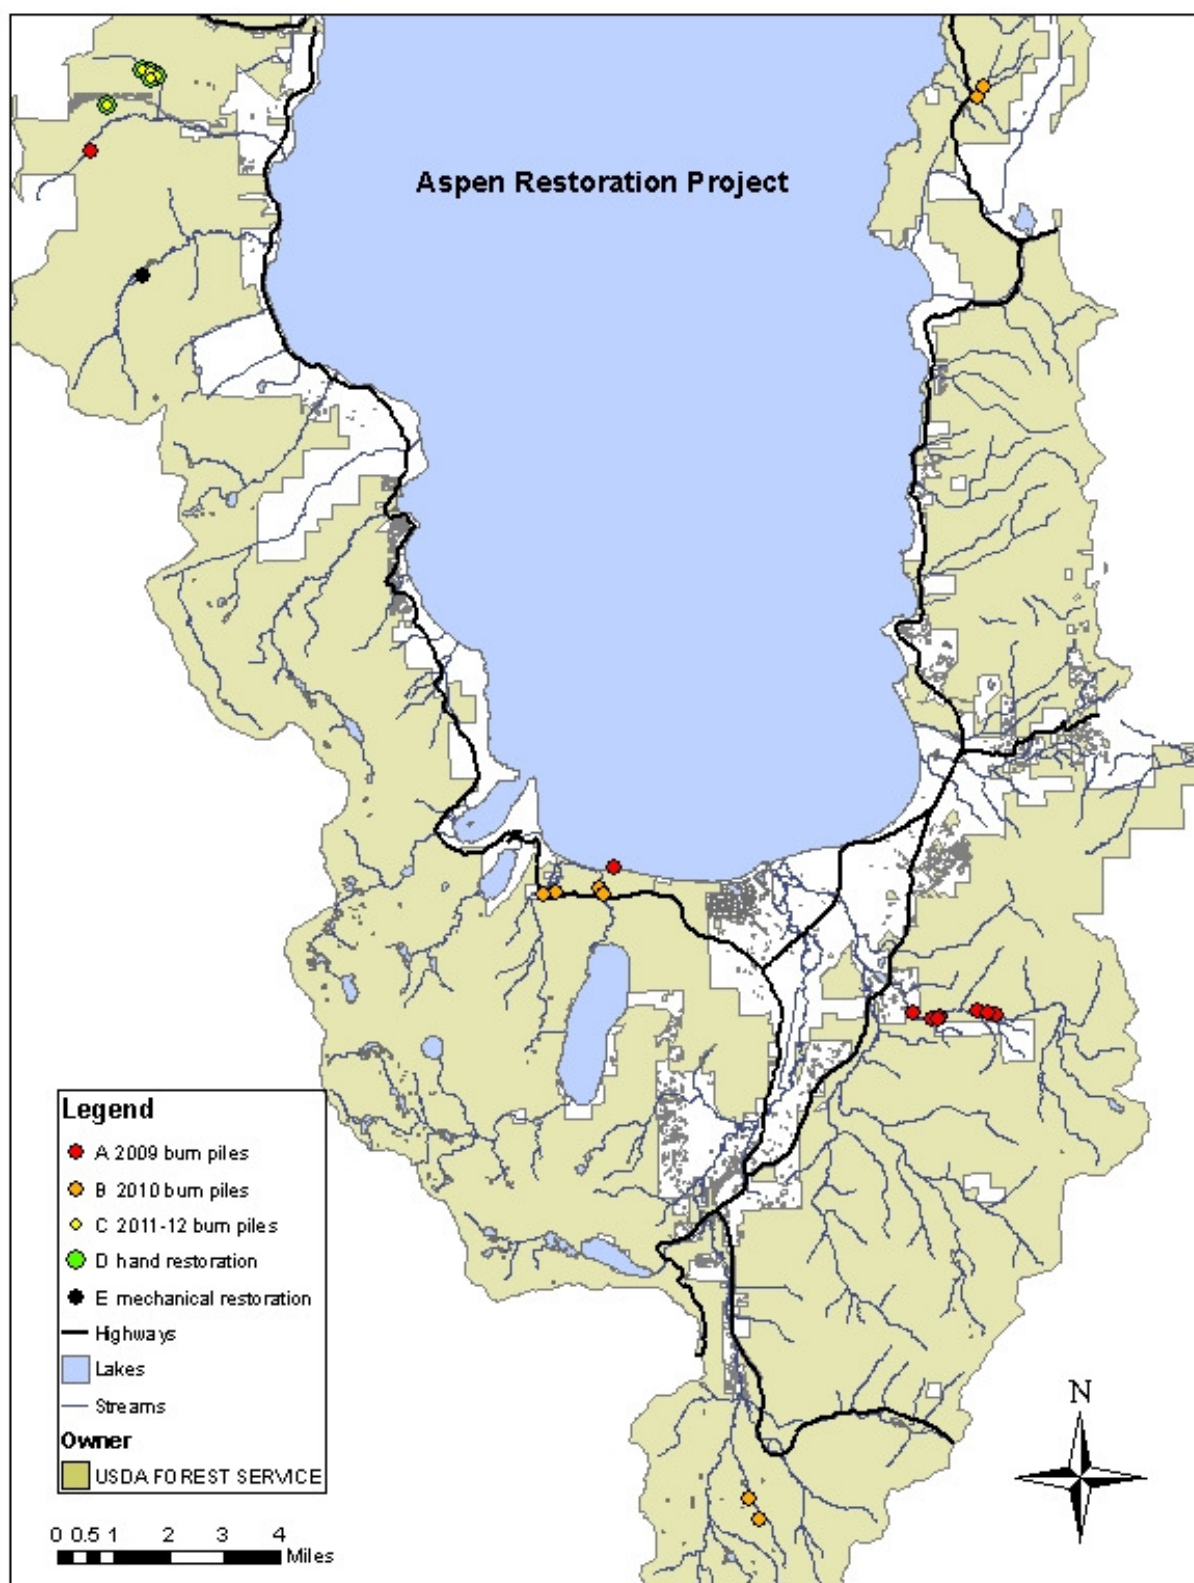 Aspen Restoration Project
Legend
A 2009 burn piles
B 2010 burn piles
C 2011-12 burn piles
D hand restoration
E mechanical restoration
Highways
Lakes
Streams
Owner
USDA FOREST SERVICE
N
0 0.5 1 2 3 4
Miles